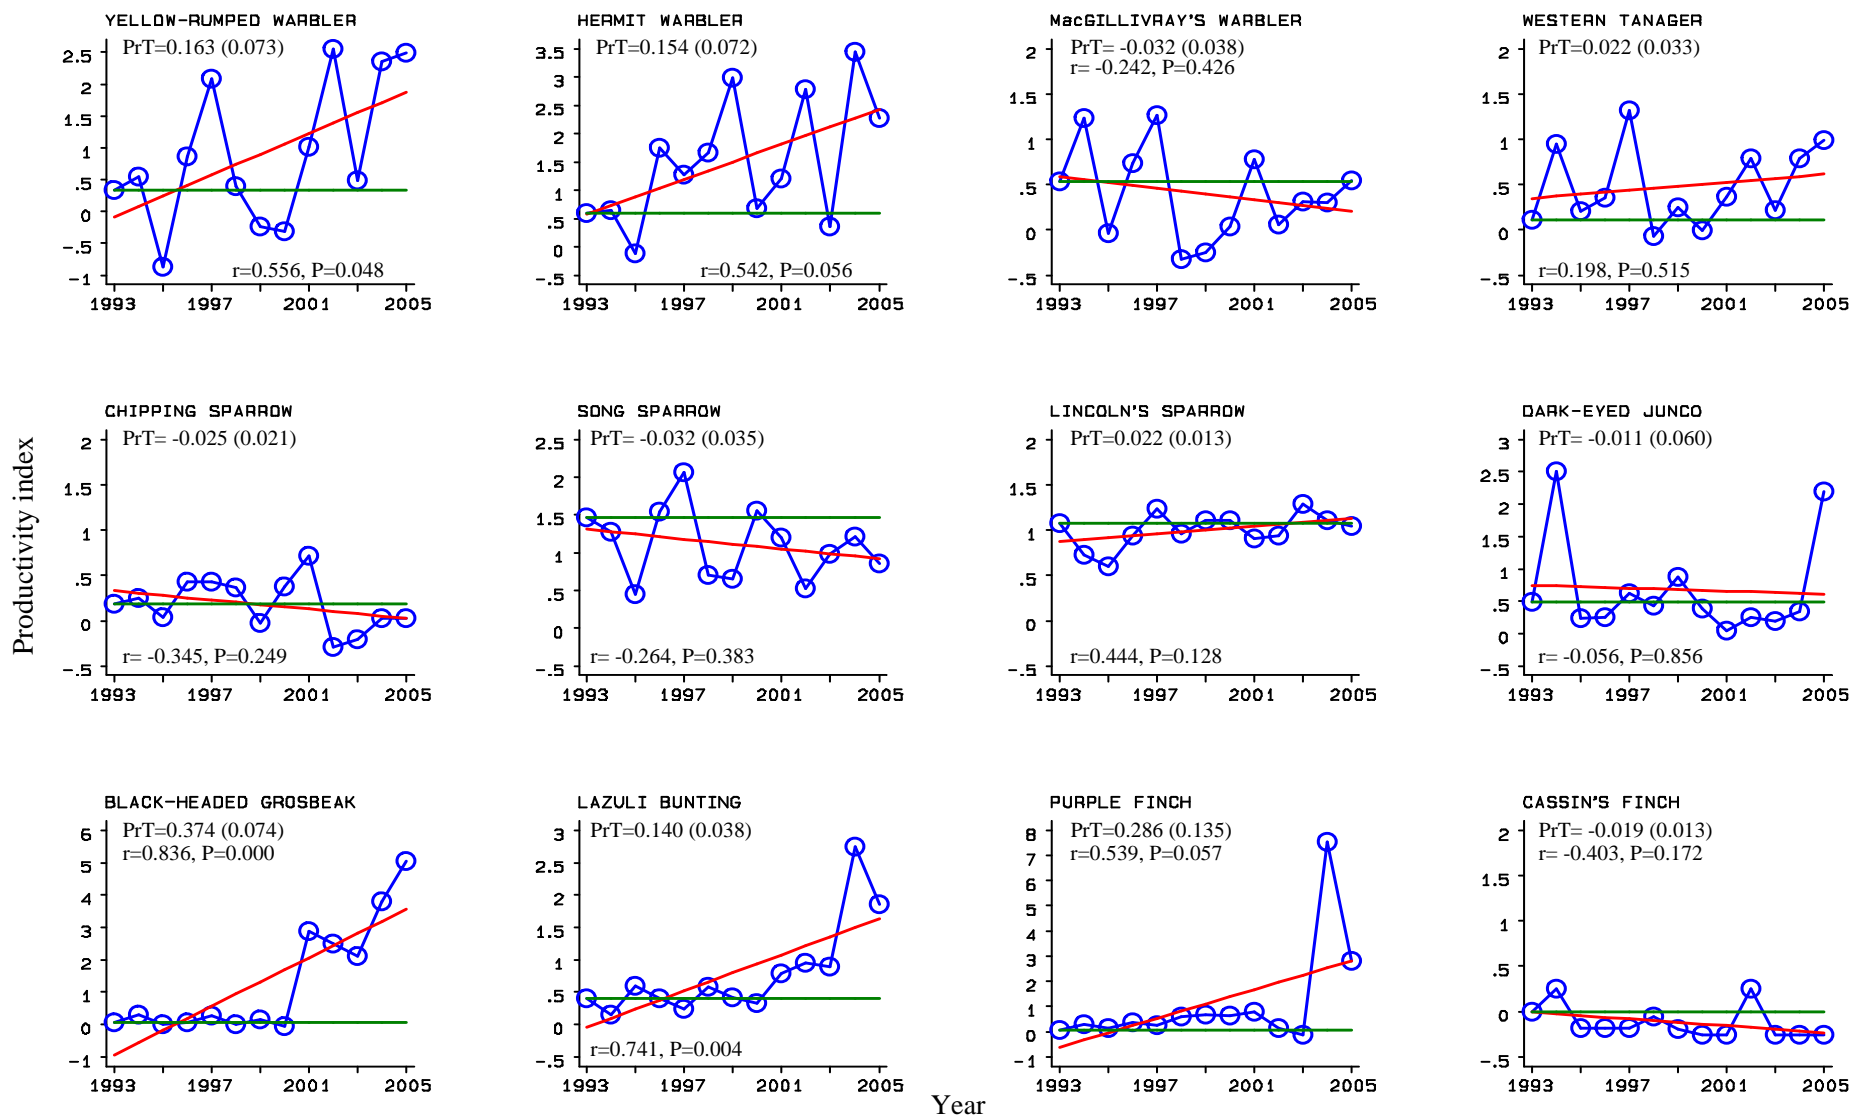 YELLOW-RUMPED WARBLER
PrT=0.163 (0.073)
2.5
2
1.5
1
.5
0
-.5
-1
r=0.556, P=0.048
1993 1997 2001 2005
HERMIT WARBLER
PrT=0.154 (0.072)
3.5
3
2.5
2
1.5
1
.5
0
-.5
r=0.542, P=0.056
1993 1997 2001 2005
MacGILLIVRAY'S WARBLER
PrT= -0.032 (0.038)
r= -0.242, P=0.426
2
1.5
1
.5
0
-.5
1993 1997 2001 2005
WESTERN TANAGER
PrT=0.022 (0.033)
2
1.5
1
.5
0
-.5
r=0.198, P=0.515
1993 1997 2001 2005
Productivity index
CHIPPING SPARROW
PrT= -0.025 (0.021)
2
1.5
1
.5
0
-.5
r= -0.345, P=0.249
1993 1997 2001 2005
SONG SPARROW
PrT= -0.032 (0.035)
2.5
2
1.5
1
.5
0
-.5
r= -0.264, P=0.383
1993 1997 2001 2005
LINCOLN'S SPARROW
PrT=0.022 (0.013)
2
1.5
1
.5
0
-.5
r=0.444, P=0.128
1993 1997 2001 2005
DARK-EYED JUNCO
PrT= -0.011 (0.060)
3
2.5
2
1.5
1
.5
0
-.5
r= -0.056, P=0.856
1993 1997 2001 2005
BLACK-HEADED GROSBEAK
PrT=0.374 (0.074)
r=0.836, P=0.000
6
5
4
3
2
1
0
-1
1993 1997 2001 2005
LAZULI BUNTING
PrT=0.140 (0.038)
3
2.5
2
1.5
1
.5
0
-.5
r=0.741, P=0.004
1993 1997 2001 2005
PURPLE FINCH
PrT=0.286 (0.135)
r=0.539, P=0.057
8
7
6
5
4
3
2
1
0
-1
1993 1997 2001 2005
CASSIN'S FINCH
PrT= -0.019 (0.013)
r= -0.403, P=0.172
2
1.5
1
.5
0
-.5
1993 1997 2001 2005
Year